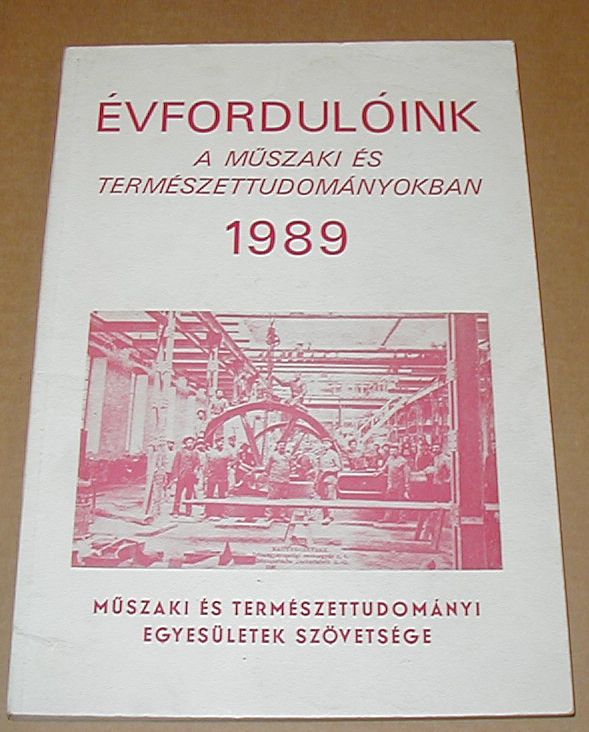 ÉVFORDULÓINK
A MŰSZAKI ÉS
TERMÉSZETTUDOMÁNYOKBAN
1989
MŰSZAKI ÉS TERMÉSZETTUDOMÁNYI
EGYESÜLETEK SZÖVETSÉGE